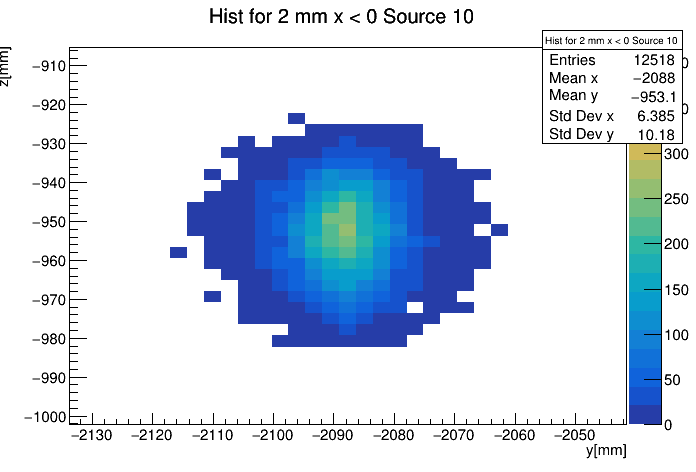 Hist for 2 mm x < 0 Source 10
z[mm]
Hist for 2 mm x < 0 Source 10
Entries 12518
Mean x −2088
Mean y −953.1
Std Dev x 6.385
Std Dev y 10.18
−910
−920
−930
−940
−950
−960
−970
−980
−990
−1000
300
250
200
150
100
50
0
−2130 −2120 −2110 −2100 −2090 −2080 −2070 −2060 −2050
y[mm]